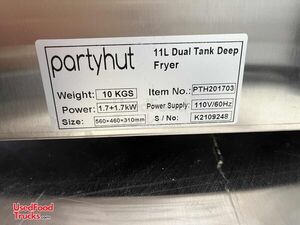 partyhut
11L Dual Tank Deep
Fryer
Weight: 10 KGS
Item No.: PTH201703
Power: 1.7+1.7kW
Power Supply: 110V/60Hz
Size: 560×460×310mm
S / No: K2109248
UsedFood
Trucks.com